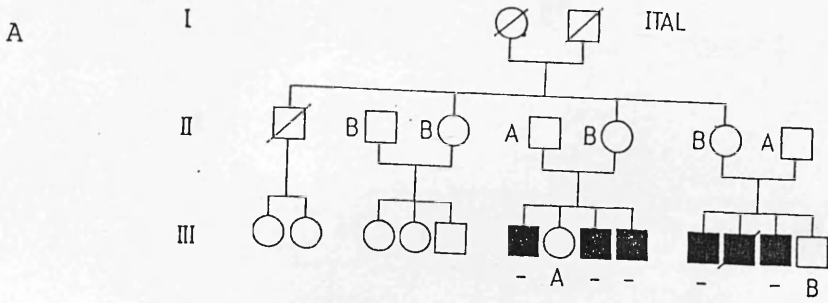 A
I ITAL
II B B A B B A
III
- A - - - - B